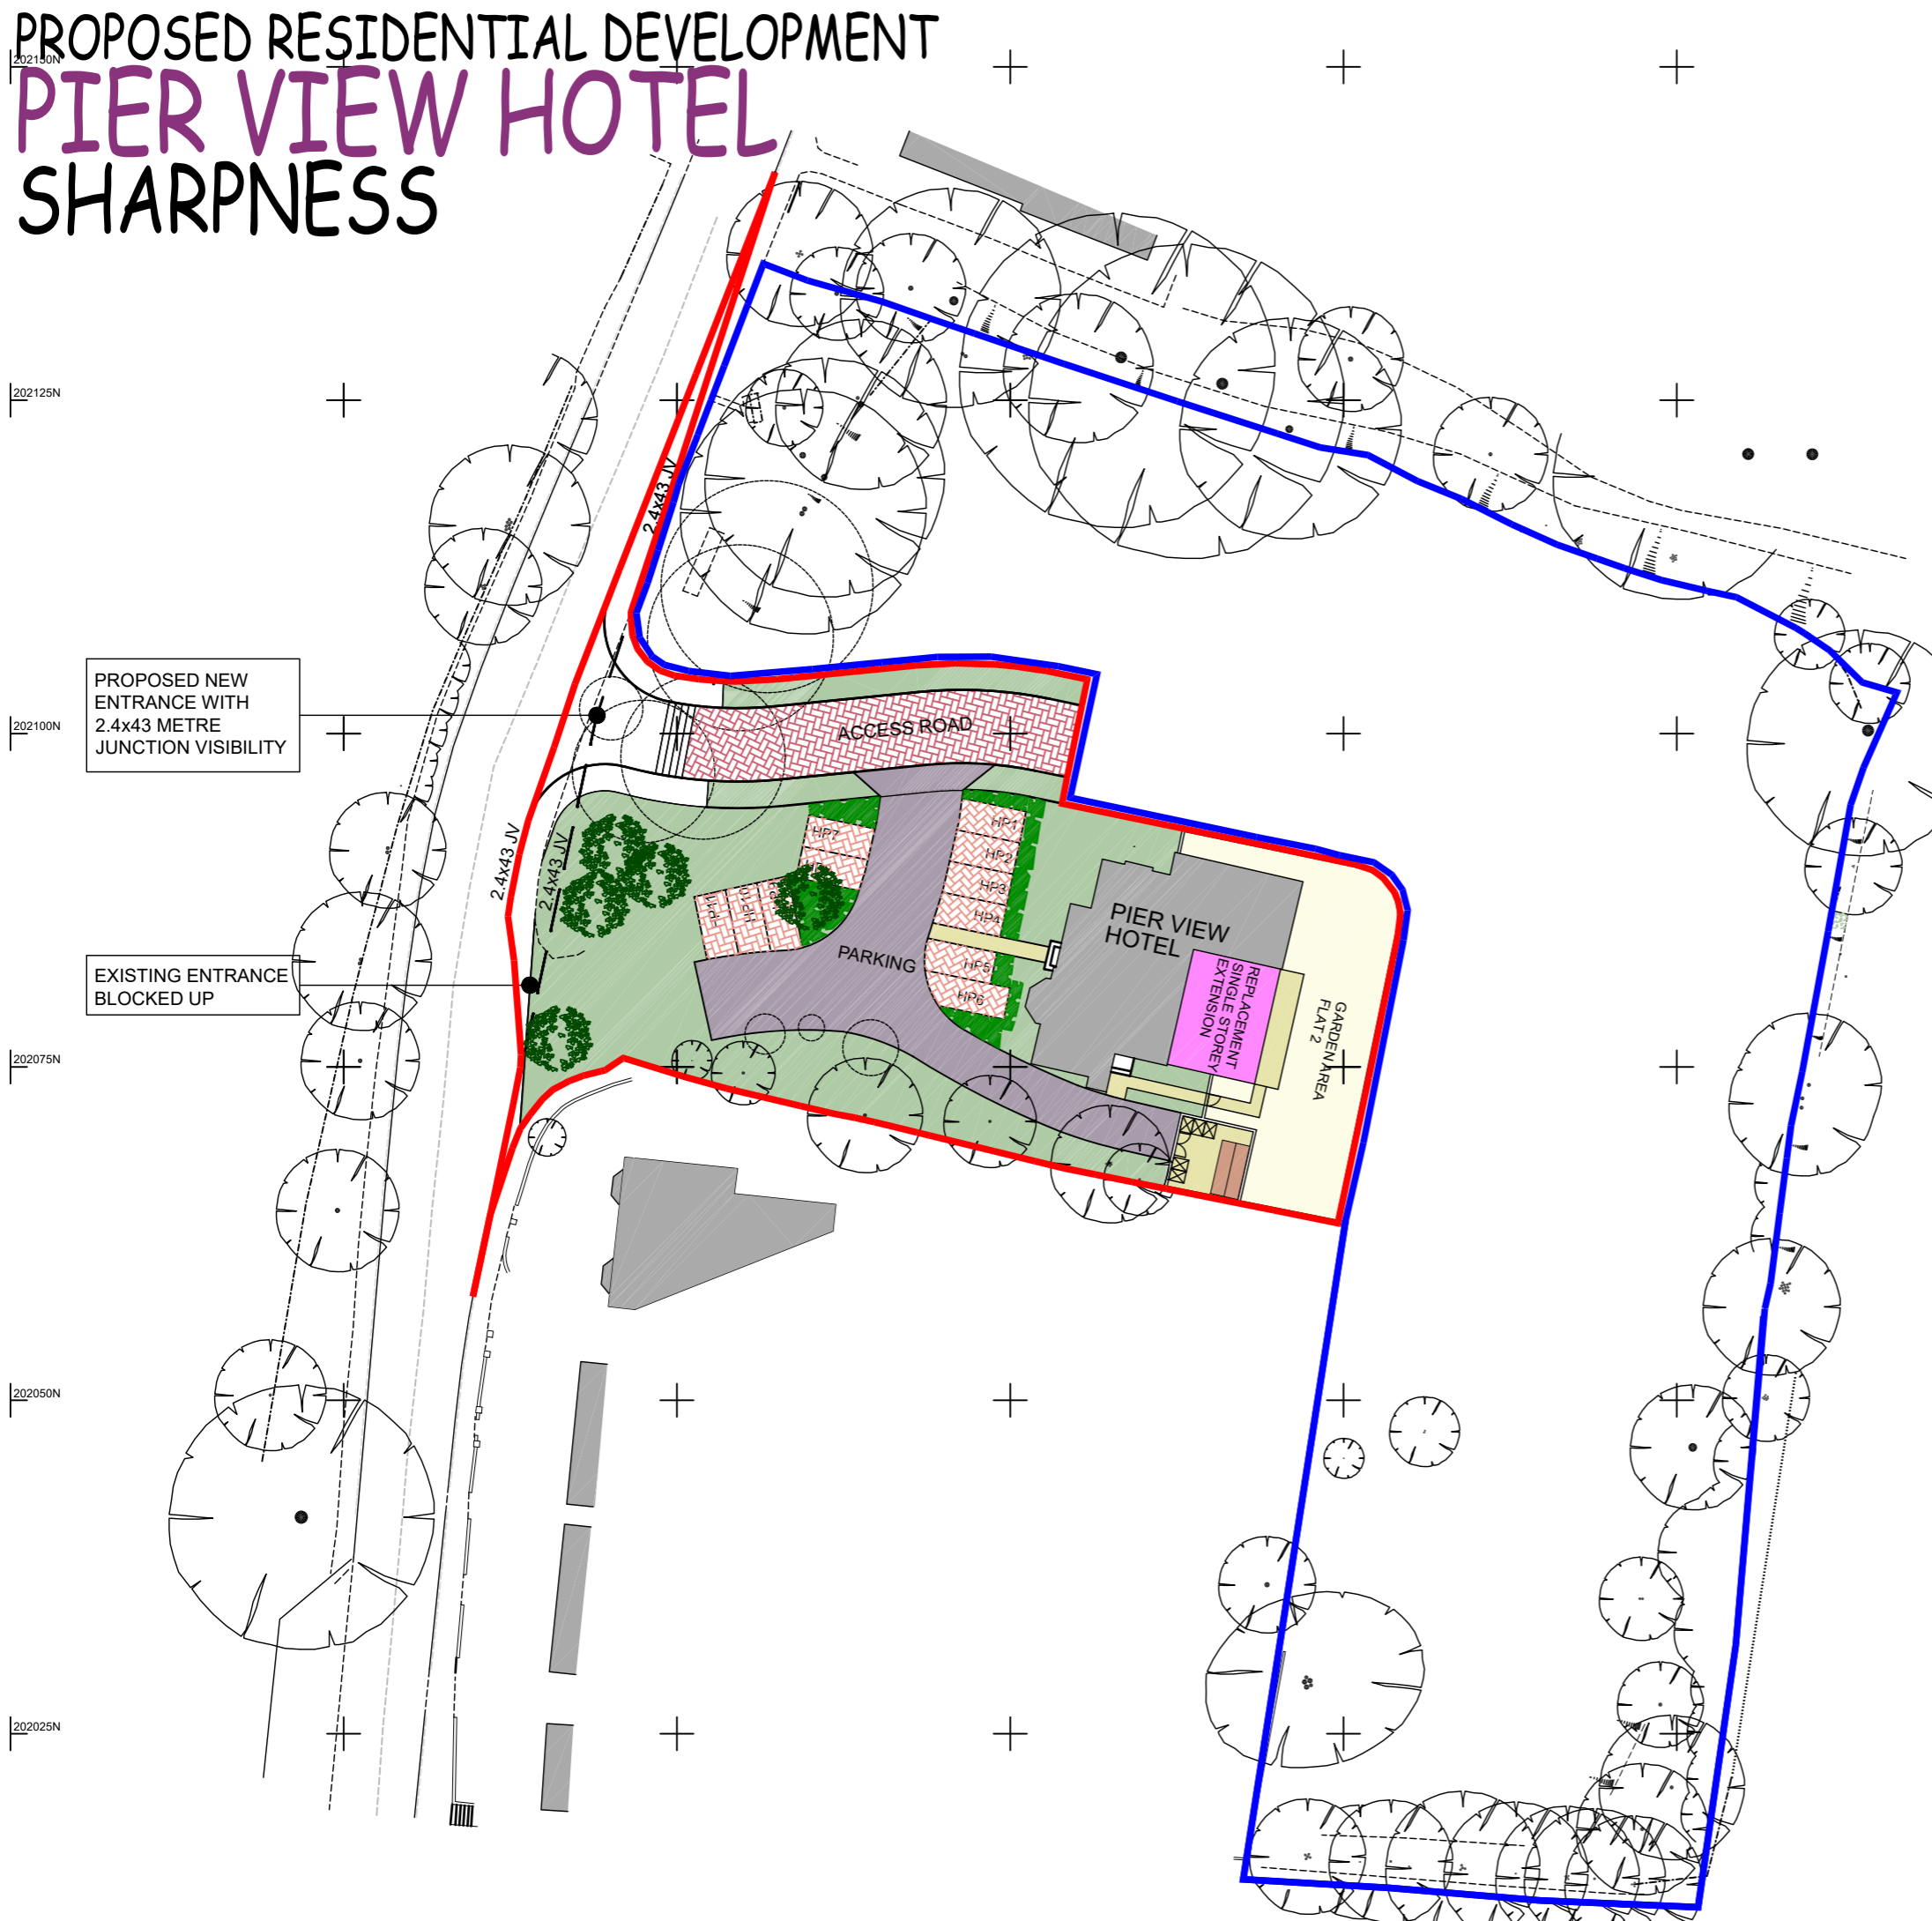 PROPOSED RESIDENTIAL DEVELOPMENT
202150N
PIER VIEW HOTEL
SHARPNESS
202125N
2.4x43 JV
PROPOSED NEW
ENTRANCE WITH
2.4x43 METRE
JUNCTION VISIBILITY
202100N
ACCESS ROAD
HP7
HP1
HP2
HP3
HP4
HP5
HP6
HP10
2.4x43 JV
2.4x43 JV
PARKING
PIER VIEW
HOTEL
REPLACEMENT
SINGLE STOREY
EXTENSION
GARDEN AREA
FLAT 2
EXISTING ENTRANCE
BLOCKED UP
202075N
202050N
202025N